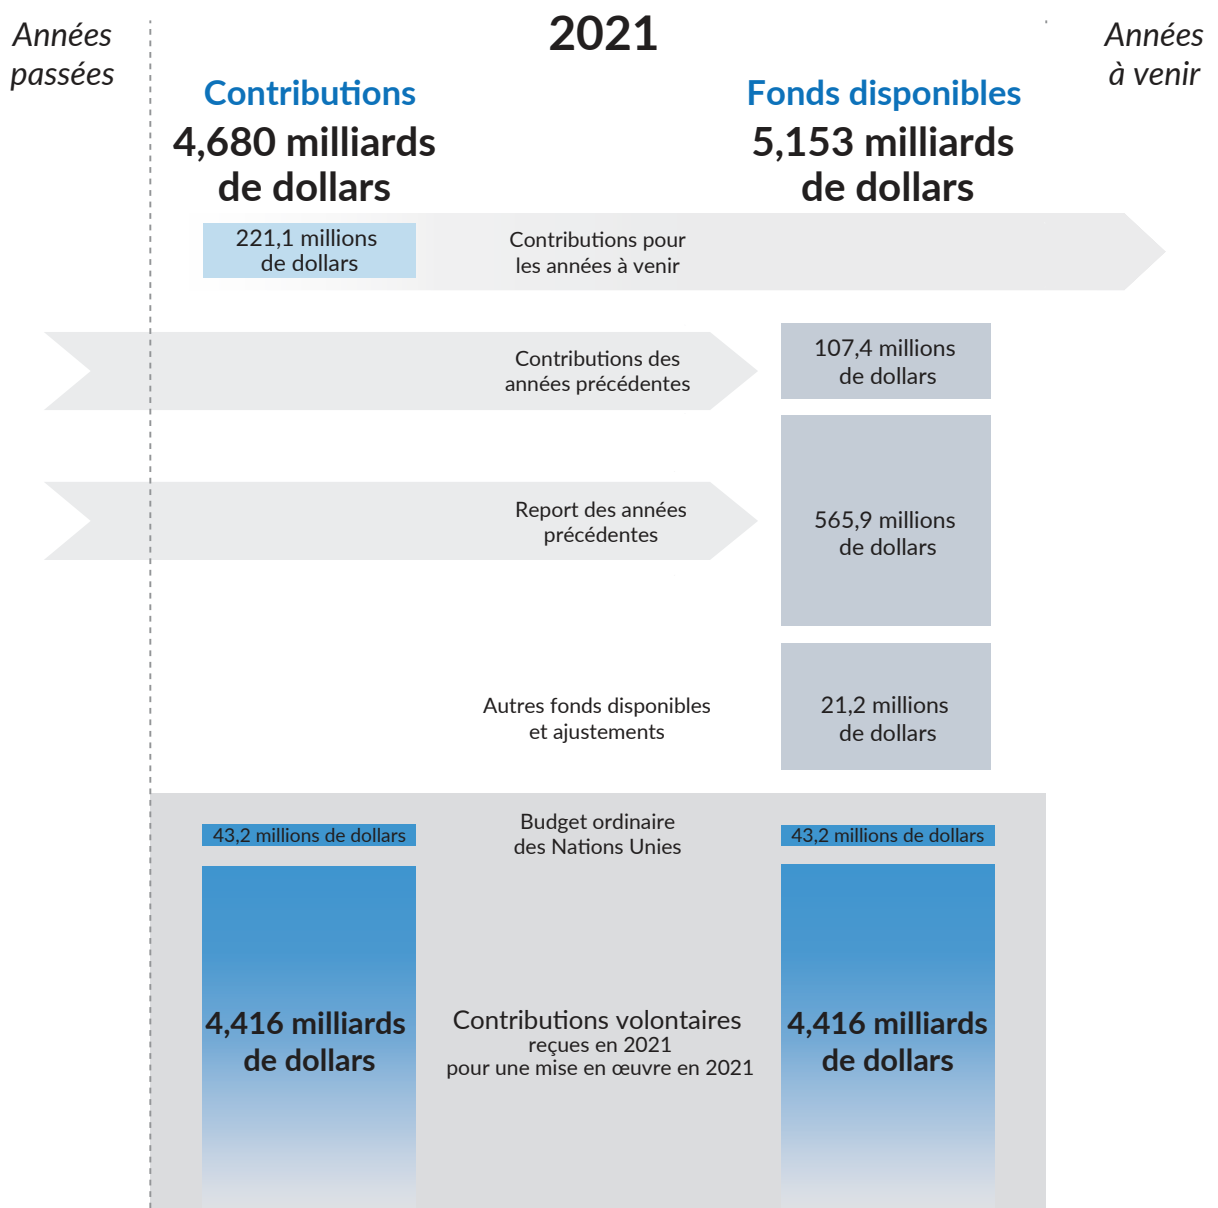 Années
passées
2021
Années
à venir
Contributions
4,680 milliards
de dollars
Fonds disponibles
5,153 milliards
de dollars
221,1 millions
de dollars
Contributions pour
les années à venir
Contributions des
années précédentes
107,4 millions
de dollars
Report des années
précédentes
565,9 millions
de dollars
Autres fonds disponibles
et ajustements
21,2 millions
de dollars
43,2 millions de dollars
Budget ordinaire
des Nations Unies
43,2 millions de dollars
4,416 milliards
de dollars
Contributions volontaires
reçues en 2021
pour une mise en œuvre en 2021
4,416 milliards
de dollars